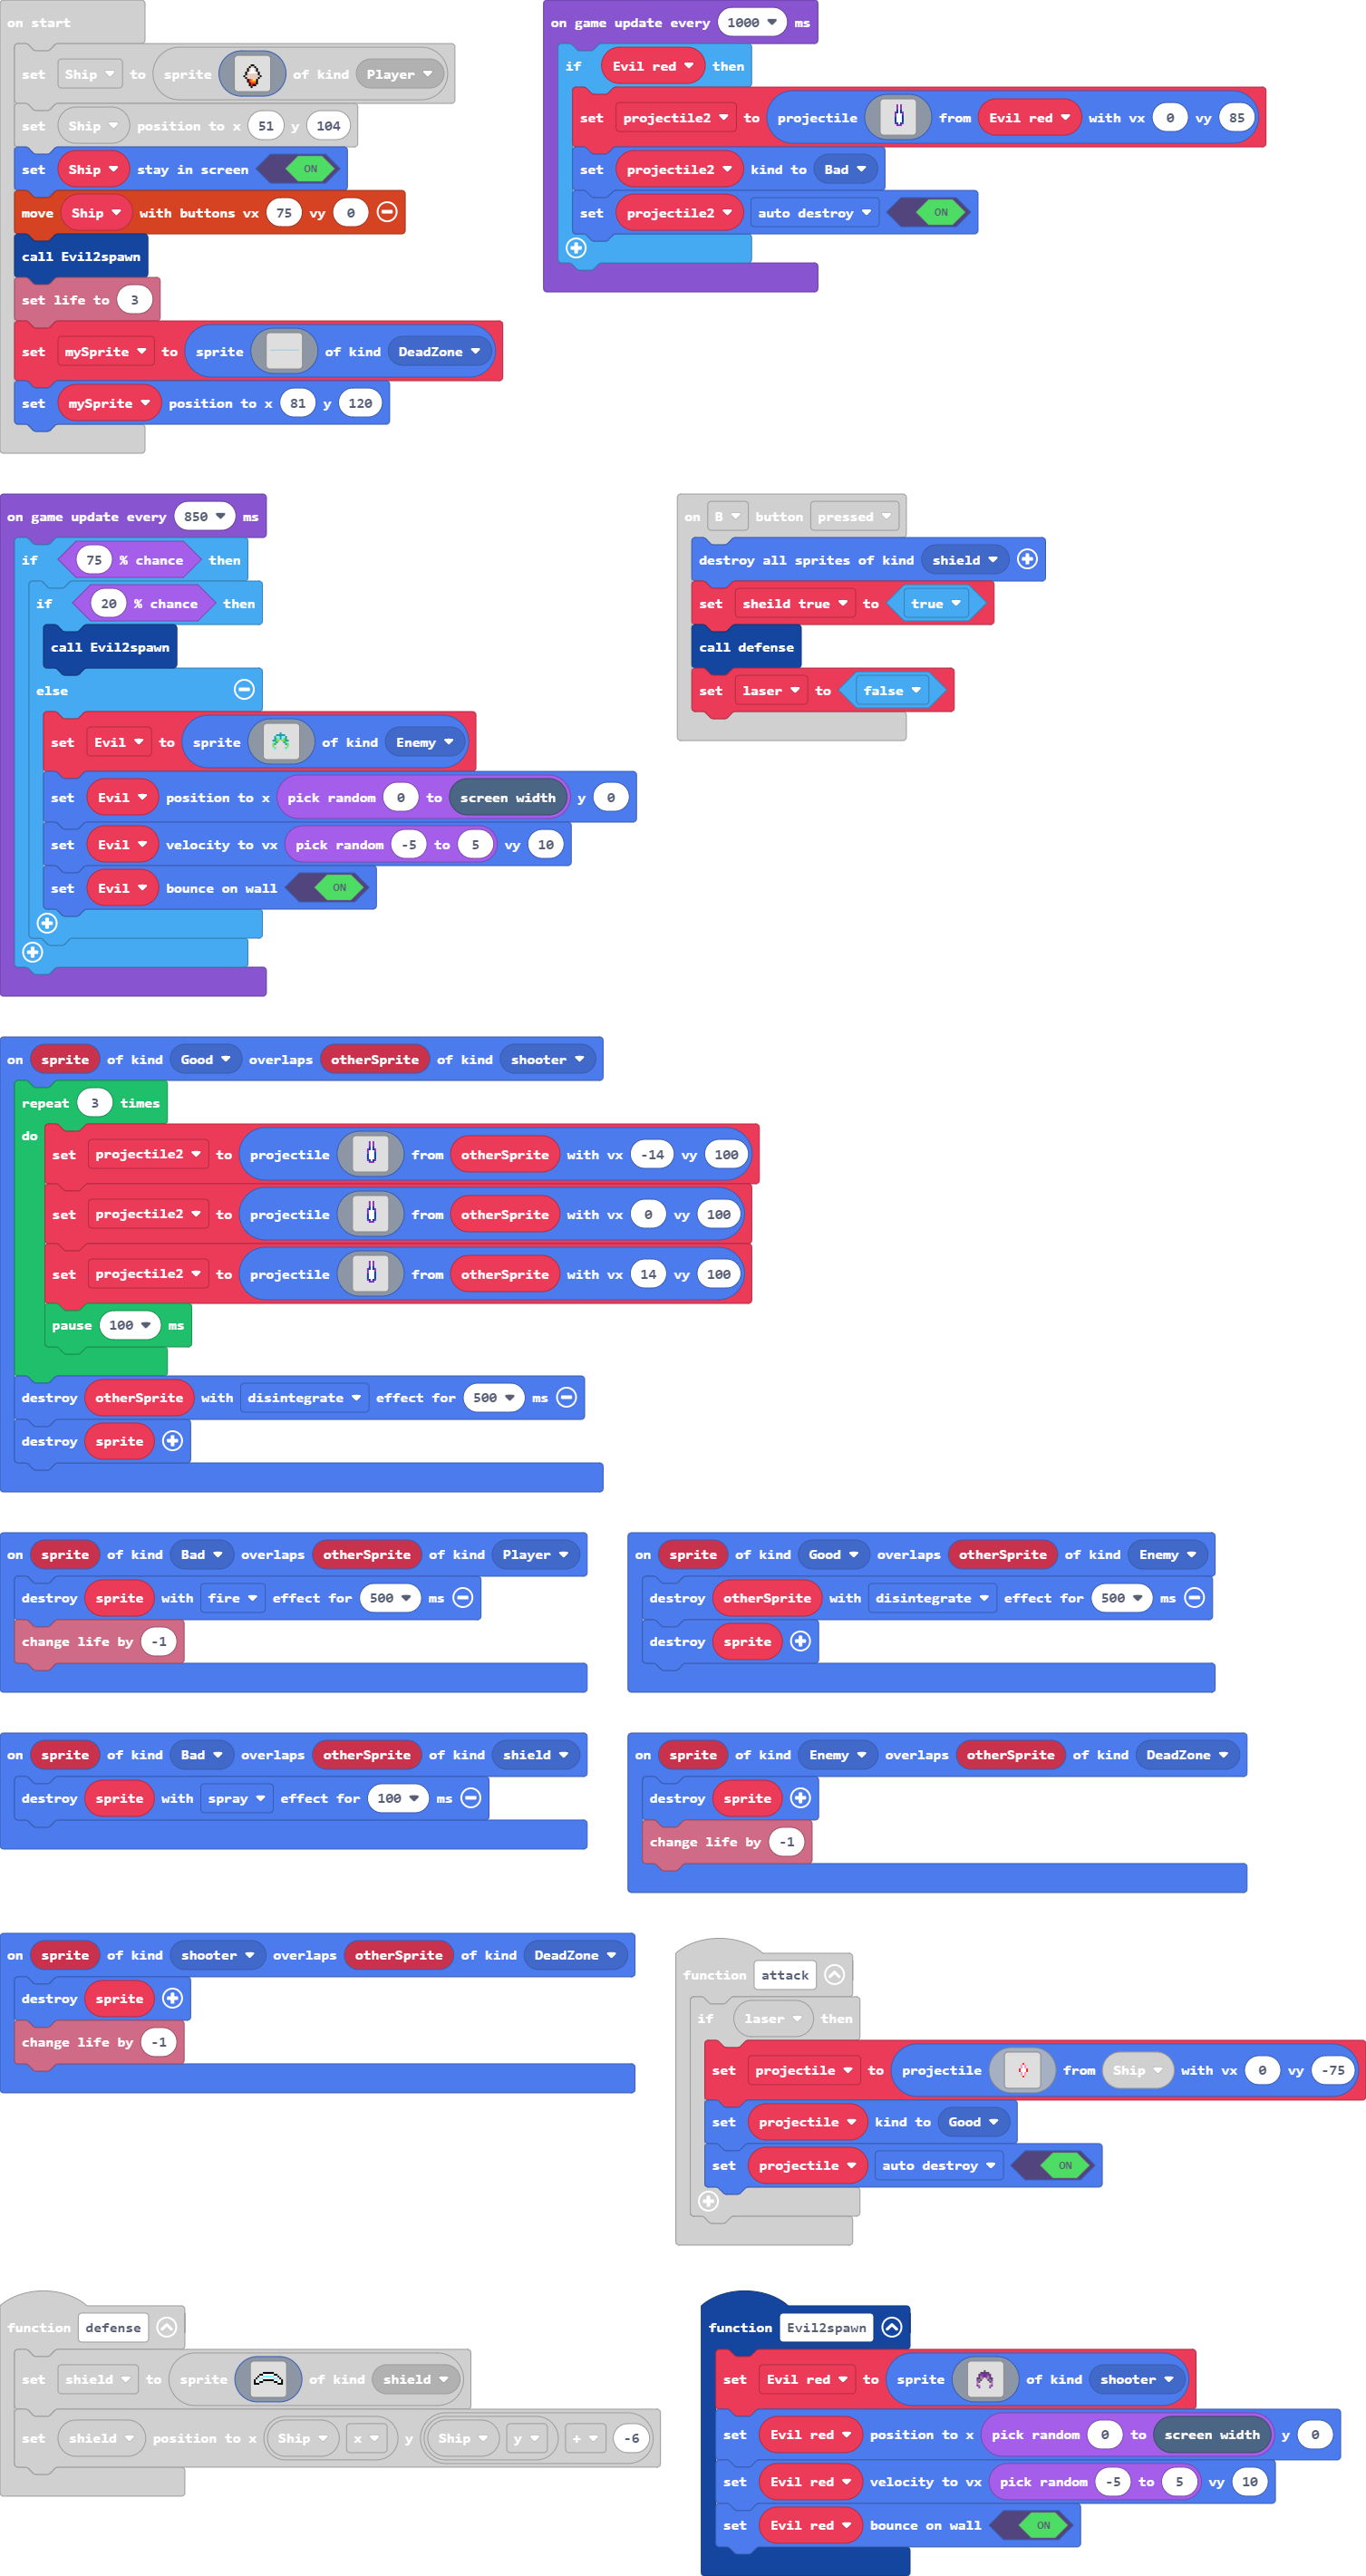 on start
set Ship to sprite of kind Player
set Ship position to x 51 y 104
set Ship stay in screen ON
move Ship with buttons vx 75 vy 0
call Evil2spawn
set life to 3
set mySprite to sprite of kind DeadZone
set mySprite position to x 81 y 120
on game update every 1000 ms
if Evil red then
set projectile2 to projectile from Evil red with vx 0 vy 85
set projectile2 kind to Bad
set projectile2 auto destroy ON
on game update every 850 ms
if 75 % chance then
if 20 % chance then
call Evil2spawn
else
set Evil to sprite of kind Enemy
set Evil position to x pick random 0 to screen width y 0
set Evil velocity to vx pick random -5 to 5 vy 10
set Evil bounce on wall ON
on B button pressed
destroy all sprites of kind shield
set sheild true to true
call defense
set laser to false
on sprite of kind Good overlaps otherSprite of kind shooter
repeat 3 times
do
set projectile2 to projectile from otherSprite with vx -14 vy 100
set projectile2 to projectile from otherSprite with vx 0 vy 100
set projectile2 to projectile from otherSprite with vx 14 vy 100
pause 100 ms
destroy otherSprite with disintegrate effect for 500 ms
destroy sprite
on sprite of kind Bad overlaps otherSprite of kind Player
destroy sprite with fire effect for 500 ms
change life by -1
on sprite of kind Good overlaps otherSprite of kind Enemy
destroy otherSprite with disintegrate effect for 500 ms
destroy sprite
on sprite of kind Bad overlaps otherSprite of kind shield
destroy sprite with spray effect for 100 ms
on sprite of kind Enemy overlaps otherSprite of kind DeadZone
destroy sprite
change life by -1
on sprite of kind shooter overlaps otherSprite of kind DeadZone
destroy sprite
change life by -1
function attack
if laser then
set projectile to projectile from Ship with vx 0 vy -75
set projectile kind to Good
set projectile auto destroy ON
function defense
set shield to sprite of kind shield
set shield position to x Ship x y Ship y + -6
function Evil2spawn
set Evil red to sprite of kind shooter
set Evil red position to x pick random 0 to screen width y 0
set Evil red velocity to vx pick random -5 to 5 vy 10
set Evil red bounce on wall ON